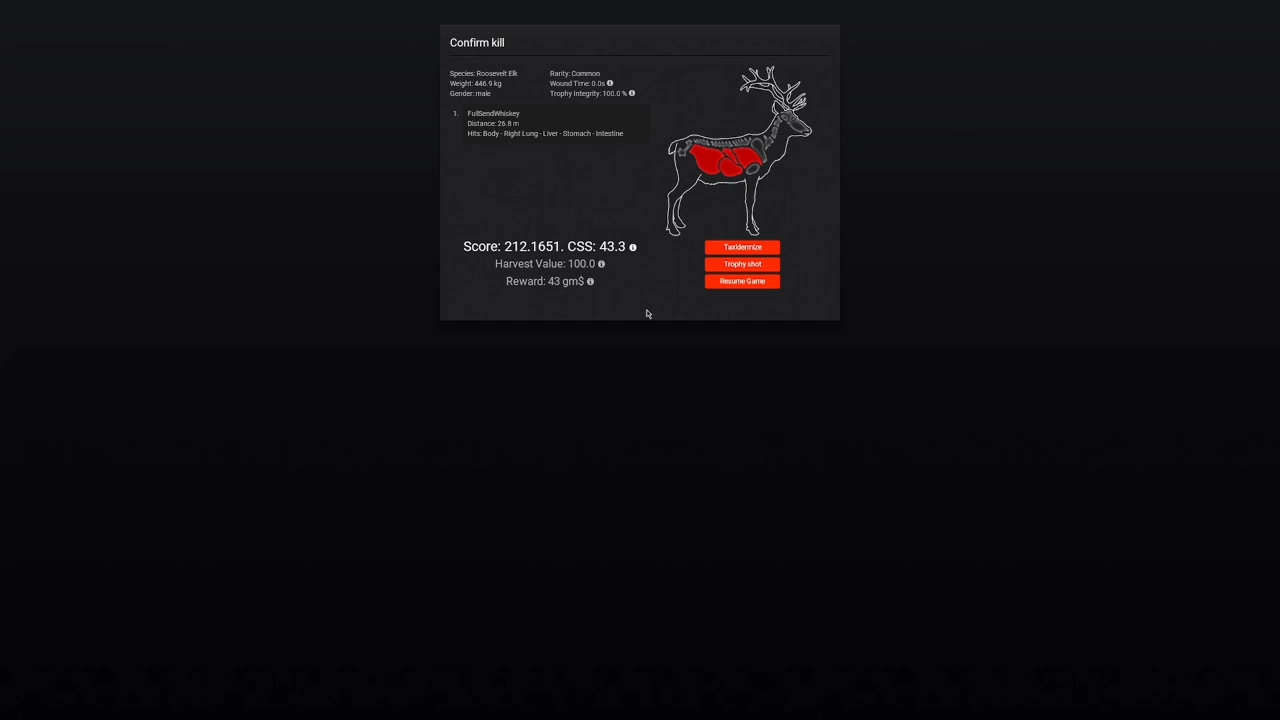 Confirm kill
Species: Roosevelt Elk
Weight: 446.9 kg
Gender: male
Rarity: Common
Wound Time: 0.0s
Trophy Integrity: 100.0 %
1. FullSendWhiskey
Distance: 26.8 m
Hits: Body - Right Lung - Liver - Stomach - Intestine
Score: 212.1651. CSS: 43.3
Harvest Value: 100.0
Reward: 43 gm$
Taxidermize
Trophy shot
Resume Game